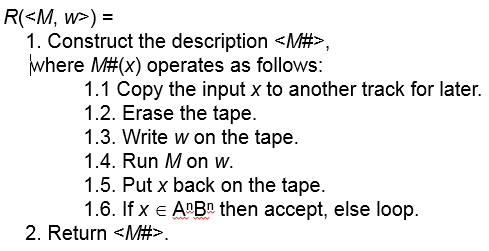 R(<M, w>) =
1. Construct the description <M#>,
where M#(x) operates as follows:
1.1 Copy the input x to another track for later.
1.2. Erase the tape.
1.3. Write w on the tape.
1.4. Run M on w.
1.5. Put x back on the tape.
1.6. If x ∈ AⁿBⁿ then accept, else loop.
2. Return <M#>.